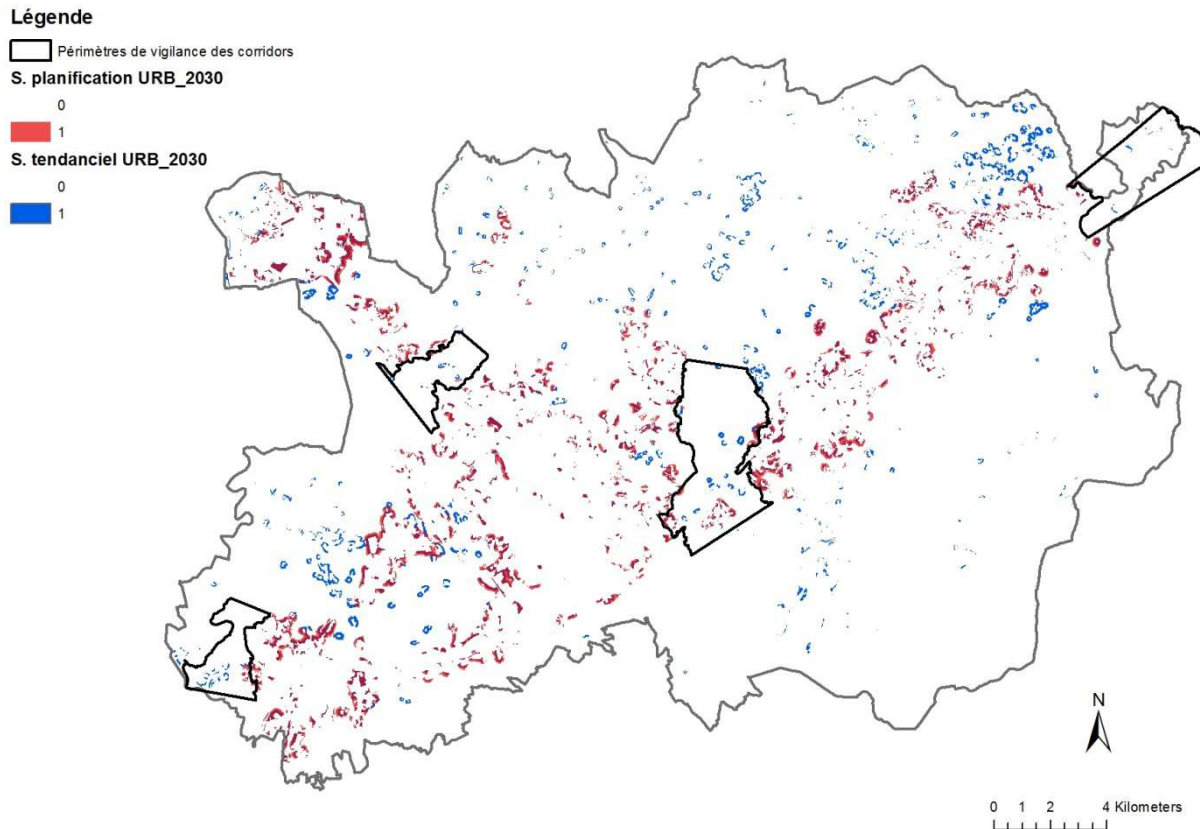 Légende
Périmètres de vigilance des corridors
S. planification URB_2030
0
1
S. tendanciel URB_2030
0
1
N
0 1 2 4 Kilometers